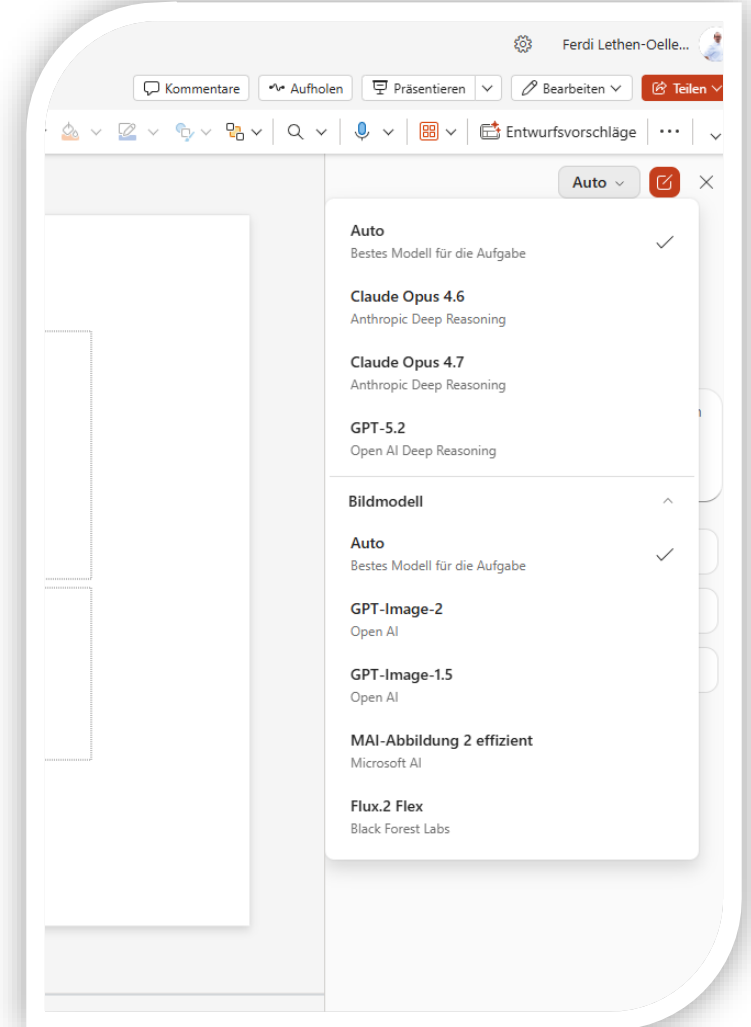 Ferdi Lethen-Oelle...
Kommentare
Aufholen
Präsentieren
Bearbeiten
Teilen
Entwurfsvorschläge
Auto
Auto
Bestes Modell für die Aufgabe
Claude Opus 4.6
Anthropic Deep Reasoning
Claude Opus 4.7
Anthropic Deep Reasoning
GPT-5.2
Open AI Deep Reasoning
Bildmodell
Auto
Bestes Modell für die Aufgabe
GPT-Image-2
Open AI
GPT-Image-1.5
Open AI
MAI-Abbildung 2 effizient
Microsoft AI
Flux.2 Flex
Black Forest Labs